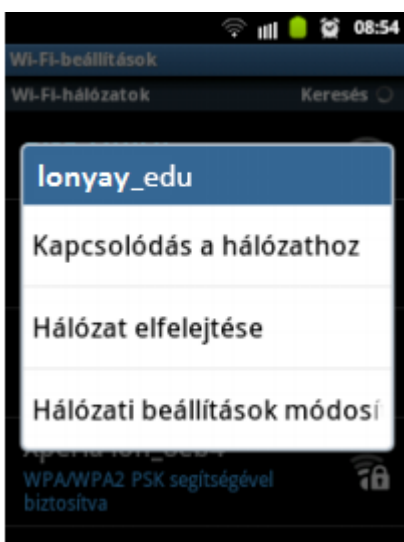 08:54
Wi-Fi-beállítások
Wi-Fi-hálózatok Keresés
lonyay_edu
Kapcsolódás a hálózathoz
Hálózat elfelejtése
Hálózati beállítások módosí
WPA/WPA2 PSK segítségével
biztosítva